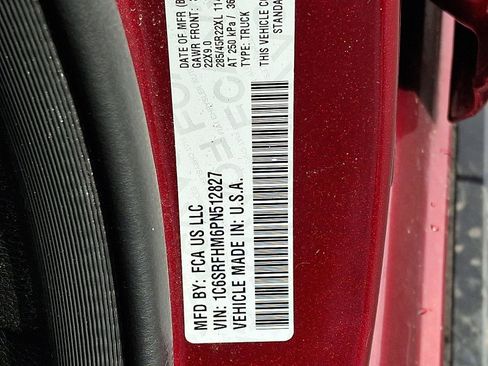 DATE OF MFR
GAWR FRONT:
22X9.0
285/45R22XL
AT 250 kPa / 36
THIS VEHICLE
STANDA
TYPE: TRUCK
MFD BY: FCA US LLC
VIN: 1C6SRFHM6PN512827
VEHICLE MADE IN: U.S.A.